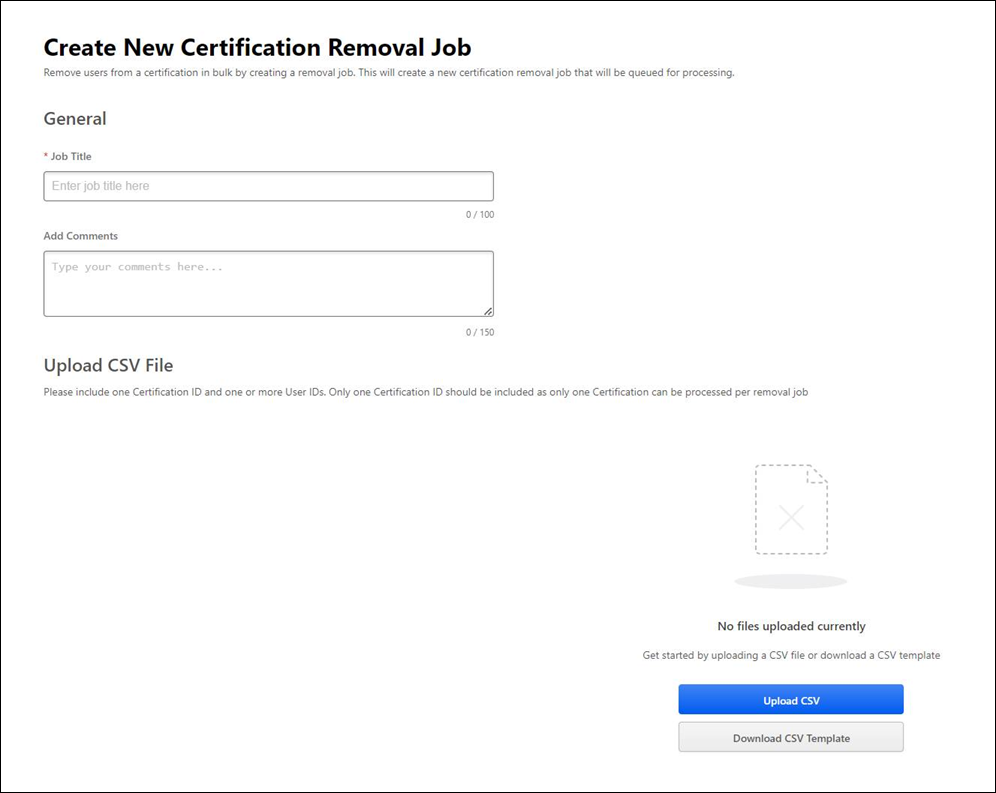 Create New Certification Removal Job
Remove users from a certification in bulk by creating a removal job. This will create a new certification removal job that will be queued for processing.
General
* Job Title
Enter job title here
0 / 100
Add Comments
Type your comments here...
0 / 150
Upload CSV File
Please include one Certification ID and one or more User IDs. Only one Certification ID should be included as only one Certification can be processed per removal job
No files uploaded currently
Get started by uploading a CSV file or download a CSV template
Upload CSV
Download CSV Template